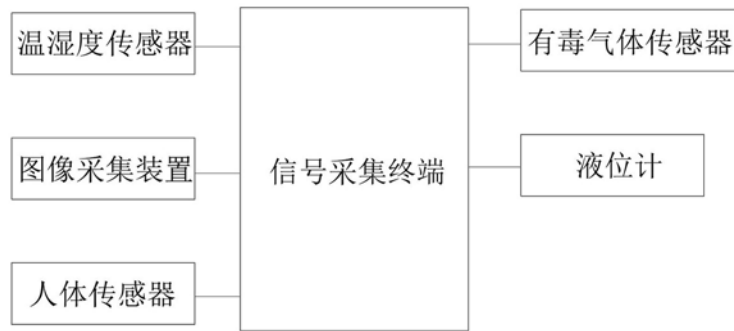 温湿度传感器
有毒气体传感器
图像采集装置
信号采集终端
液位计
人体传感器